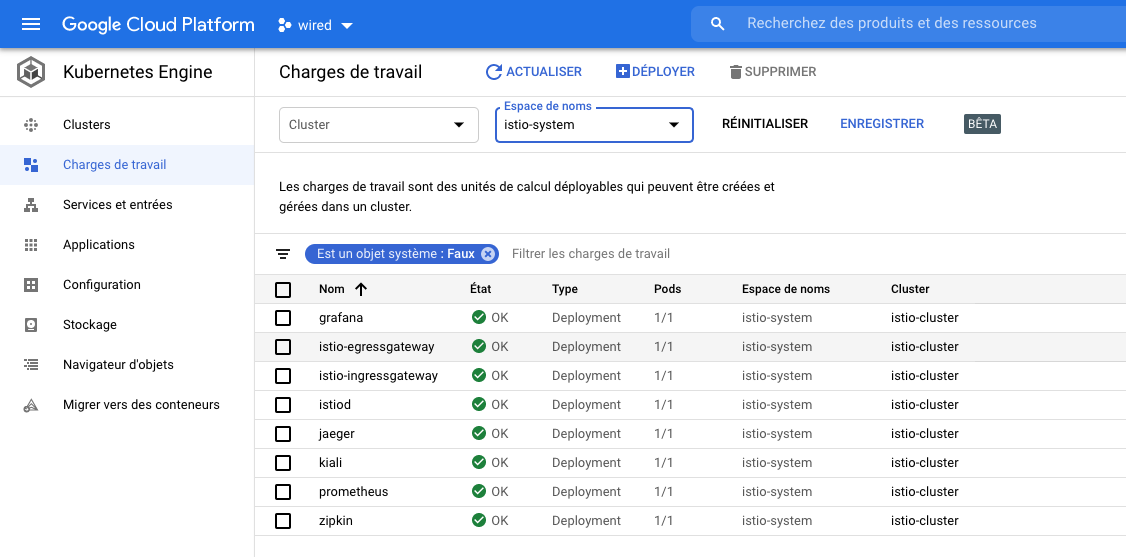 Google Cloud Platform wired Recherchez des produits et des ressources
Kubernetes Engine
Clusters
Charges de travail
Services et entrées
Applications
Configuration
Stockage
Navigateur d'objets
Migrer vers des conteneurs
Charges de travail ACTUALISER DÉPLOYER SUPPRIMER
Espace de noms
Cluster istio-system RÉINITIALISER ENREGISTRER BÊTA
Les charges de travail sont des unités de calcul déployables qui peuvent être créées et
gérées dans un cluster.
Est un objet système : Faux Filtrer les charges de travail
Nom État Type Pods Espace de noms Cluster
grafana OK Deployment 1/1 istio-system istio-cluster
istio-egressgateway OK Deployment 1/1 istio-system istio-cluster
istio-ingressgateway OK Deployment 1/1 istio-system istio-cluster
istiod OK Deployment 1/1 istio-system istio-cluster
jaeger OK Deployment 1/1 istio-system istio-cluster
kiali OK Deployment 1/1 istio-system istio-cluster
prometheus OK Deployment 1/1 istio-system istio-cluster
zipkin OK Deployment 1/1 istio-system istio-cluster